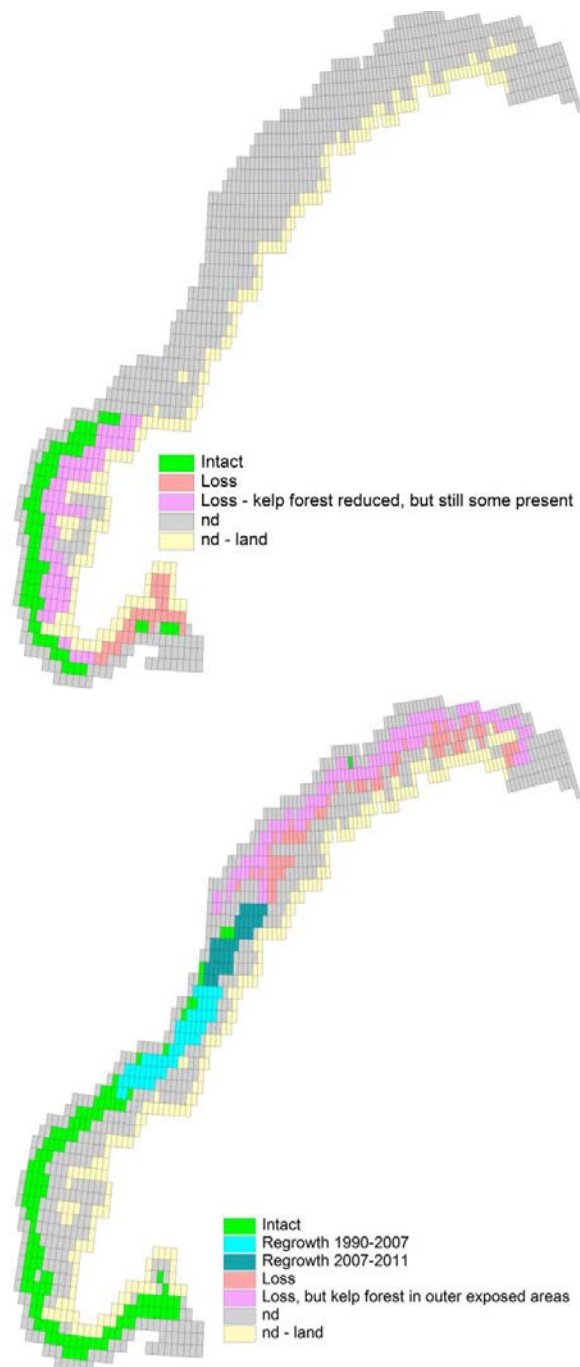 Intact
Loss
Loss - kelp forest reduced, but still some present
nd
nd - land
Intact
Regrowth 1990-2007
Regrowth 2007-2011
Loss
Loss, but kelp forest in outer exposed areas
nd
nd - land